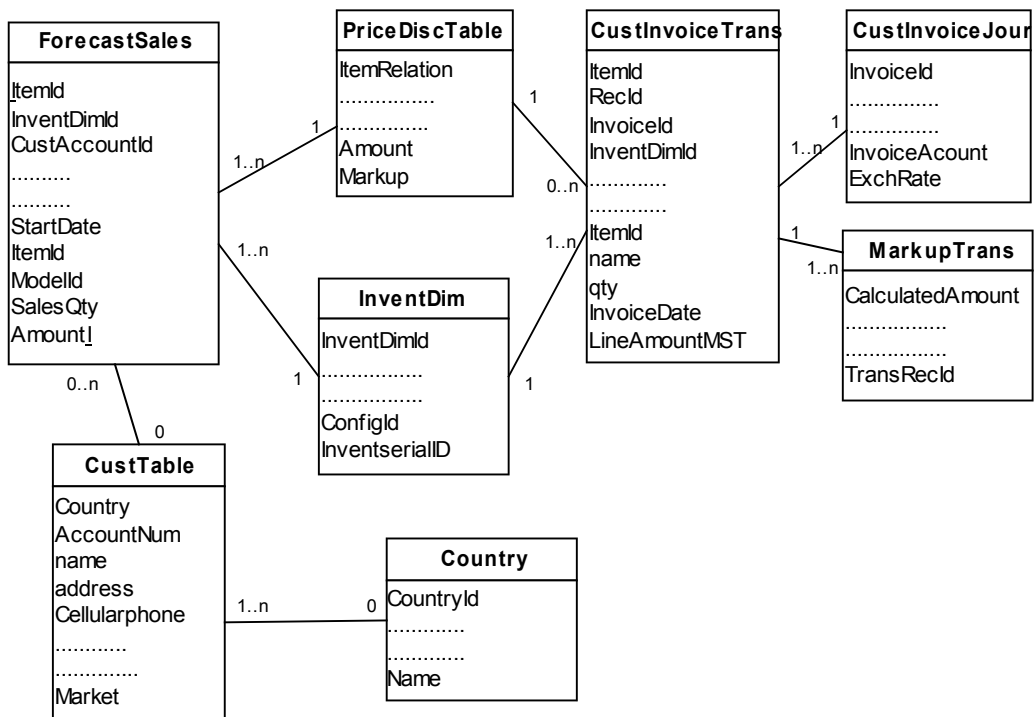 ForecastSales
ItemId
InventDimId
CustAccountId
.........
.........
StartDate
ItemId
ModelId
SalesQty
AmountI
PriceDiscTable
ItemRelation
................
...............
Amount
Markup
CustInvoiceTrans
ItemId
RecId
InvoiceId
InventDimId
.............
.............
ItemId
name
qty
InvoiceDate
LineAmountMST
CustInvoiceJour
InvoiceId
...............
...............
InvoiceAcount
ExchRate
MarkupTrans
CalculatedAmount
.................
.................
TransRecId
InventDim
InventDimId
.................
.................
ConfigId
InventserialID
CustTable
Country
AccountNum
name
address
Cellularphone
............
..............
Market
Country
CountryId
.............
.............
Name
1
1..n
1
0..n
1
1..n
1
1..n
1..n
1
1..n
1
0..n
0
1..n
0